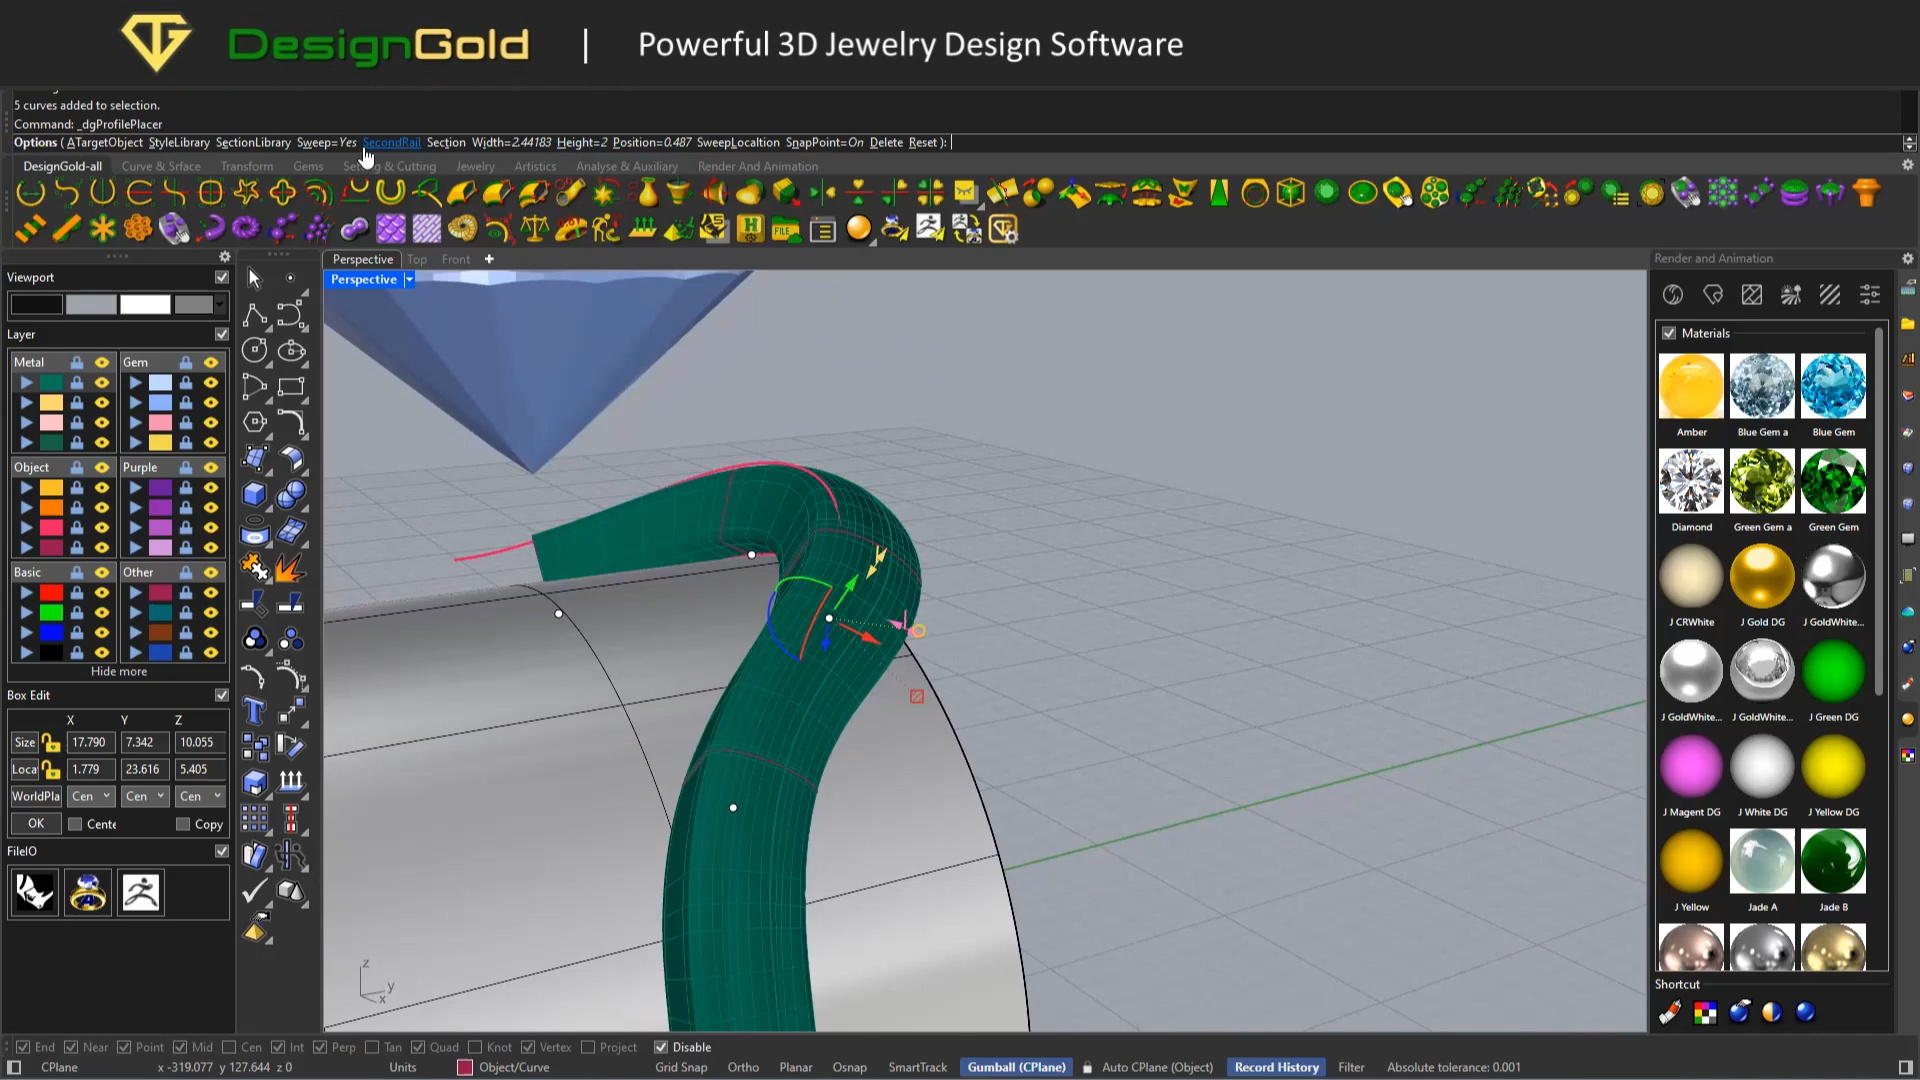 DesignGold | Powerful 3D Jewelry Design Software
5 curves added to selection.
Command: _dgProfilePlacer
Options ( ATargetObject StyleLibrary SectionLibrary Sweep=Yes SecondRail Section Width=2.44183 Height=2 Position=0.487 SweepLocaltion SnapPoint=On Delete Reset ):
DesignGold-all Curve & Srface Transform Gems Setting & Cutting Jewelry Artistics Analyse & Auxiliary Render And Animation
Perspective Top Front
Perspective
Viewport
Layer
Metal Gem
Object Purple
Basic Other
Hide more
Box Edit
X Y Z
Size 17.790 7.342 10.055
Loca 1.779 23.616 5.405
WorldPla Cen Cen Cen
OK Cente Copy
FileIO
z
y
x
Render and Animation
Materials
Amber Blue Gem a Blue Gem
Diamond Green Gem a Green Gem
J CRWhite J Gold DG J GoldWhite...
J GoldWhite... J GoldWhite... J Green DG
J Magent DG J White DG J Yellow DG
J Yellow Jade A Jade B
Shortcut
End Near Point Mid Cen Int Perp Tan Quad Knot Vertex Project Disable
CPlane x -319.077 y 127.644 z 0 Units Object/Curve Grid Snap Ortho Planar Osnap SmartTrack Gumball (CPlane) Auto CPlane (Object) Record History Filter Absolute tolerance: 0.001